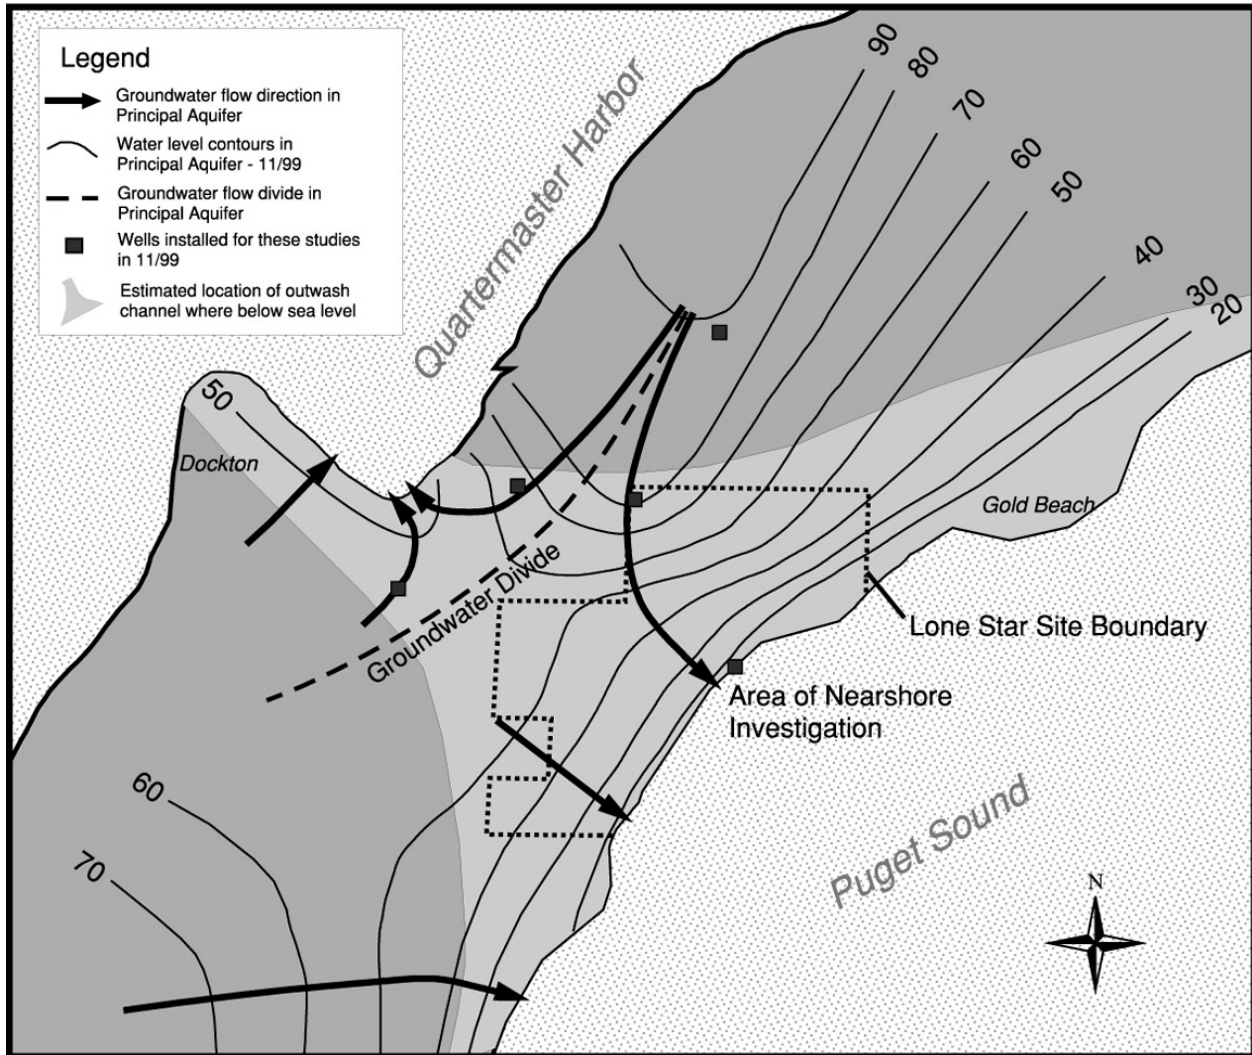 Legend
Groundwater flow direction in
Principal Aquifer
Water level contours in
Principal Aquifer - 11/99
Groundwater flow divide in
Principal Aquifer
Wells installed for these studies
in 11/99
Estimated location of outwash
channel where below sea level
Quartermaster Harbor
90
80
70
60
50
40
30
20
50
Dockton
Gold Beach
Groundwater Divide
Lone Star Site Boundary
Area of Nearshore
Investigation
60
70
Puget Sound
N